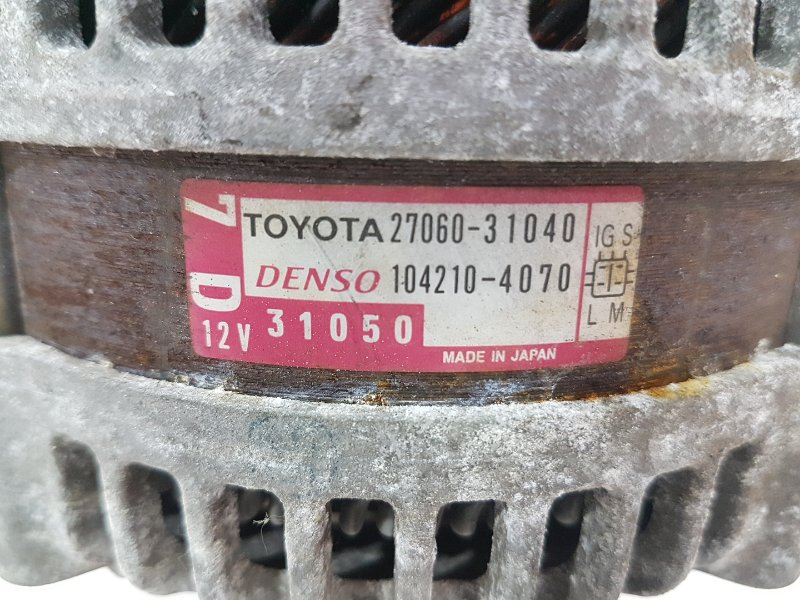 7D
TOYOTA 27060-31040
DENSO 104210-4070
12V 31050
MADE IN JAPAN
IG S
L M